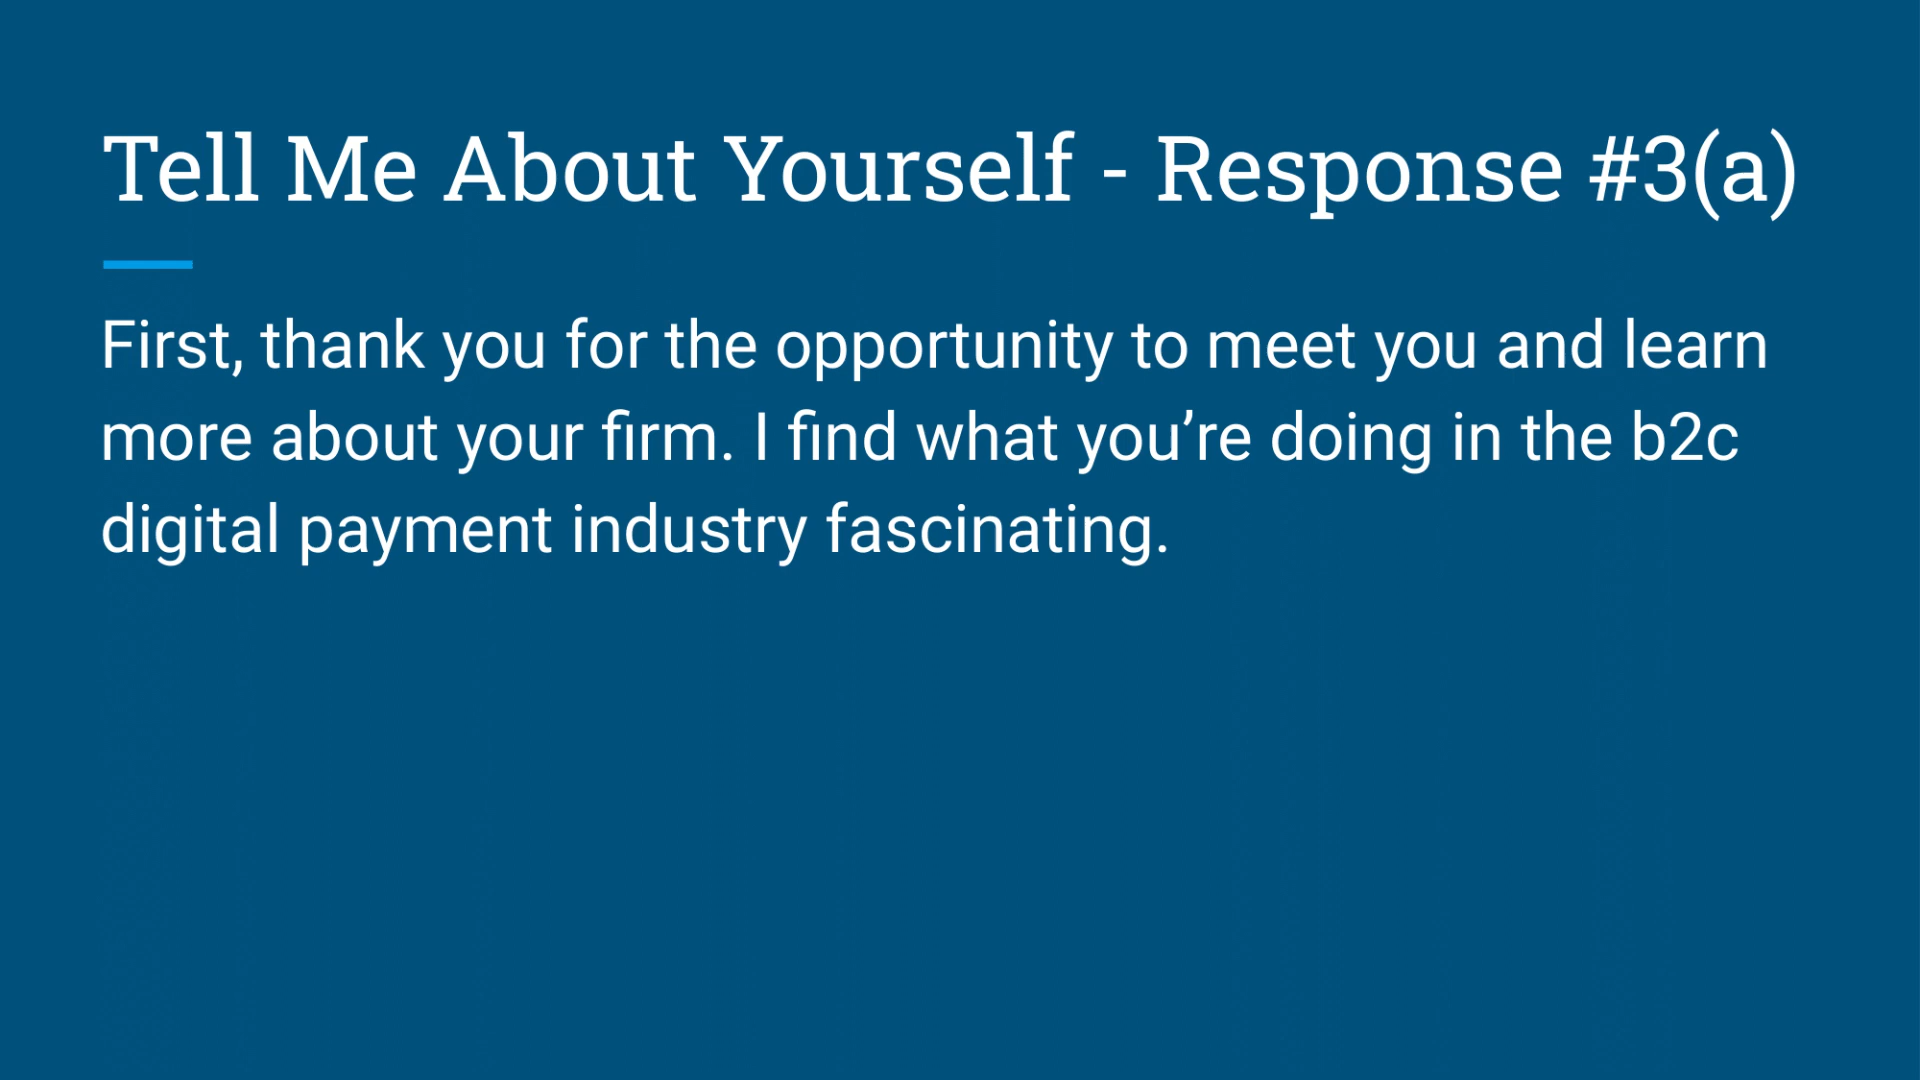 Tell Me About Yourself - Response #3(a)
First, thank you for the opportunity to meet you and learn
more about your firm. I find what you’re doing in the b2c
digital payment industry fascinating.